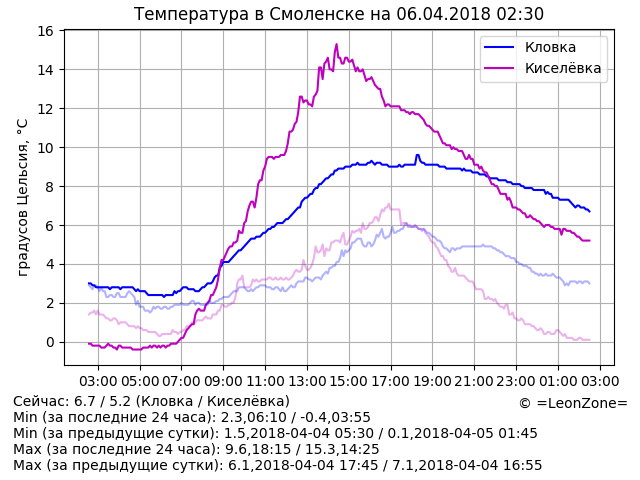 Температура в Смоленске на 06.04.2018 02:30
градусов Цельсия, °C
16
14
12
10
8
6
4
2
0
Кловка
Киселёвка
03:00 05:00 07:00 09:00 11:00 13:00 15:00 17:00 19:00 21:00 23:00 01:00 03:00
Сейчас: 6.7 / 5.2 (Кловка / Киселёвка)
© =LeonZone=
Min (за последние 24 часа): 2.3,06:10 / -0.4,03:55
Min (за предыдущие сутки): 1.5,2018-04-04 05:30 / 0.1,2018-04-05 01:45
Max (за последние 24 часа): 9.6,18:15 / 15.3,14:25
Max (за предыдущие сутки): 6.1,2018-04-04 17:45 / 7.1,2018-04-04 16:55